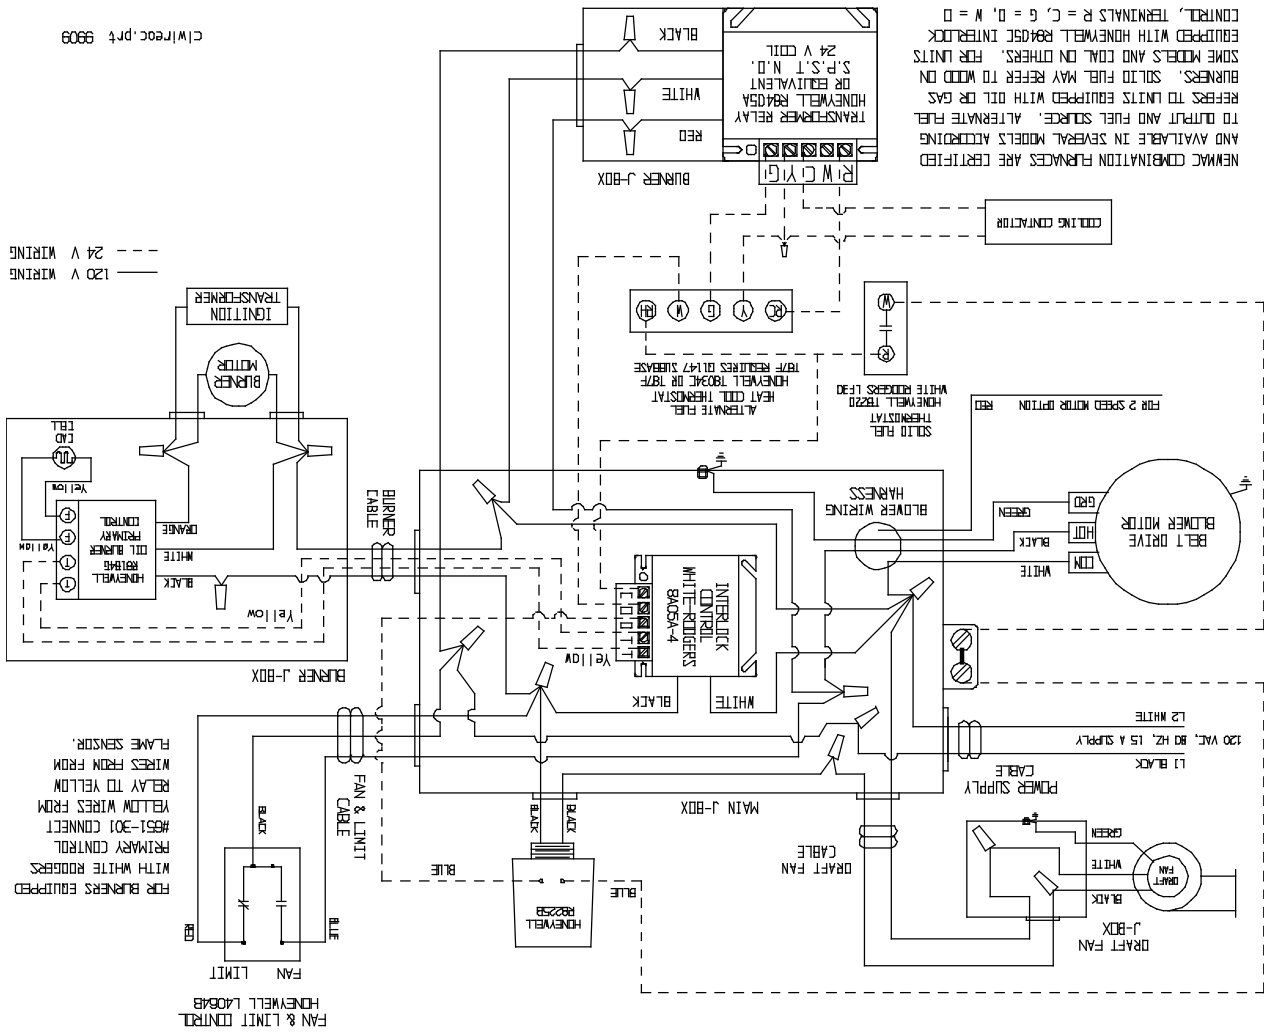 FAN & LIMIT CONTROL
HONEYWELL L4064B
FAN
LIMIT
BLUE
RED
BLACK
HONEYWELL
R8225B
BLUE
BLUE
BLACK
BLACK
DRAFT FAN
J-BOX
DRAFT
FAN
BLACK
WHITE
GREEN
DRAFT FAN
CABLE
FAN & LIMIT
CABLE
FOR BURNERS EQUIPPED
WITH WHITE RODGERS
PRIMARY CONTROL
#651-301 CONNECT
YELLOW WIRES FROM
RELAY TO YELLOW
WIRES FROM FROM
FLAME SENSOR.
POWER SUPPLY
CABLE
L1 BLACK
120 VAC, 60 HZ, 15 A SUPPLY
L2 WHITE
MAIN J-BOX
BURNER J-BOX
WHITE
BLACK
INTERLOCK
CONTROL
WHITE-RODGERS
8A05A-4
T
T
Yellow
Yellow
BELT DRIVE
BLOWER MOTOR
COM
HOT
GRD
WHITE
BLACK
GREEN
BLOWER WIRING
HARNESS
BURNER
CABLE
HONEYWELL
R8184G
OIL BURNER
PRIMARY
CONTROL
T
T
F
F
BLACK
WHITE
ORANGE
Yellow
Yellow
CAD
CELL
FOR 2 SPEED MOTOR OPTION
RED
SOLID FUEL
THERMOSTAT
HONEYWELL T822D
WHITE RODGERS LF30
R
W
ALTERNATE FUEL
HEAT COOL THERMOSTAT
HONEYWELL T8034C OR T87F
T87F REQUIRES Q1147 SUBBASE
RC
Y
G
W
RH
BURNER
MOTOR
IGNITION
TRANSFORMER
120 V WIRING
24 V WIRING
COOLING CONTACTOR
R W C Y G
BURNER J-BOX
TRANSFORMER RELAY
HONEYWELL R8405A
OR EQUIVALENT
S.P.S.T N.O.
24 V COIL
RED
WHITE
BLACK
NEWMAC COMBINATION FURNACES ARE CERTIFIED
AND AVAILABLE IN SEVERAL MODELS ACCORDING
TO OUTPUT AND FUEL SOURCE. ALTERNATE FUEL
REFERS TO UNITS EQUIPPED WITH OIL OR GAS
BURNERS. SOLID FUEL MAY REFER TO WOOD ON
SOME MODELS AND COAL ON OTHERS. FOR UNITS
EQUIPPED WITH HONEYWELL R8405C INTERLOCK
CONTROL, TERMINALS R = C, G = O, W = O
clwireoc.prt 9909